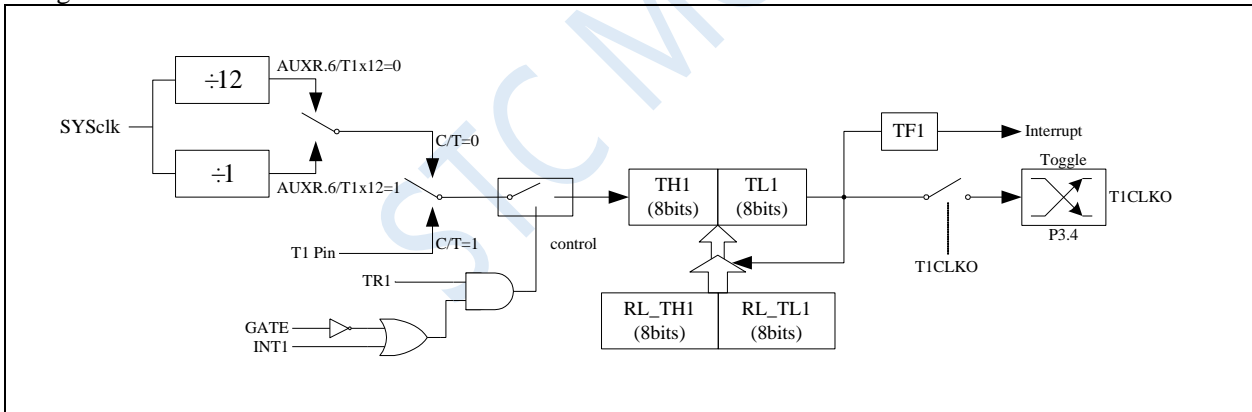 ÷12
AUXR.6/T1x12=0
SYSclk
C/T=0
TF1
Interrupt
÷1
Toggle
AUXR.6/T1x12=1
TH1
(8bits)
TL1
(8bits)
T1CLKO
T1 Pin
C/T=1
control
P3.4
TR1
T1CLKO
RL_TH1
(8bits)
RL_TL1
(8bits)
GATE
INT1
STC M